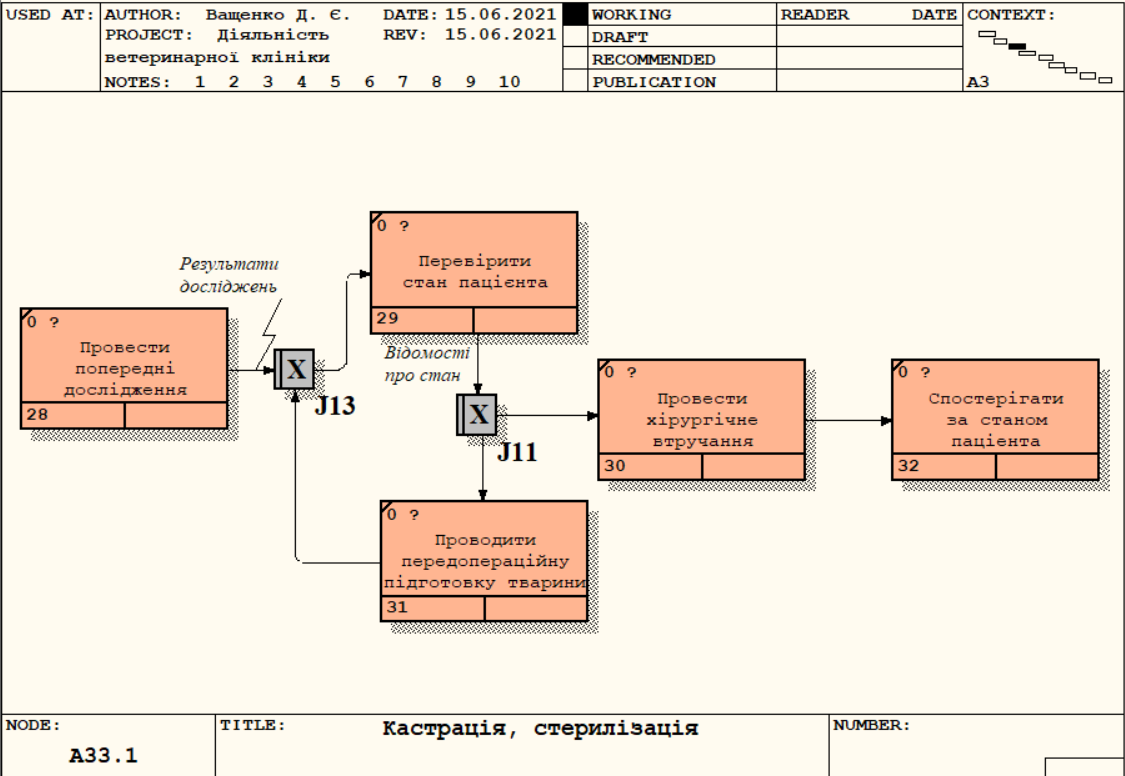 USED AT: AUTHOR: Ващенко Д. Є. DATE: 15.06.2021 WORKING READER DATE CONTEXT:
PROJECT: Діяльність REV: 15.06.2021 DRAFT
ветеринарної клініки RECOMMENDED
NOTES: 1 2 3 4 5 6 7 8 9 10 PUBLICATION A3
0 ?
Перевірити
стан пацієнта
29
Результати
досліджень
0 ?
Провести
попередні
дослідження
28
X
J13
Відомості
про стан
X
J11
0 ?
Провести
хірургічне
втручання
30
0 ?
Спостерігати
за станом
пацієнта
32
0 ?
Проводити
передопераційну
підготовку тварини
31
NODE: TITLE: Кастрація, стерилізація NUMBER:
A33.1